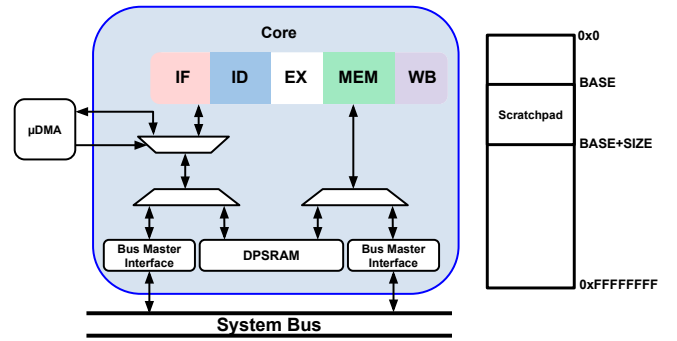 Core
IF ID EX MEM WB
µDMA
Bus Master
Interface
DPSRAM
Bus Master
Interface
System Bus
0x0
BASE
Scratchpad
BASE+SIZE
0xFFFFFFFF